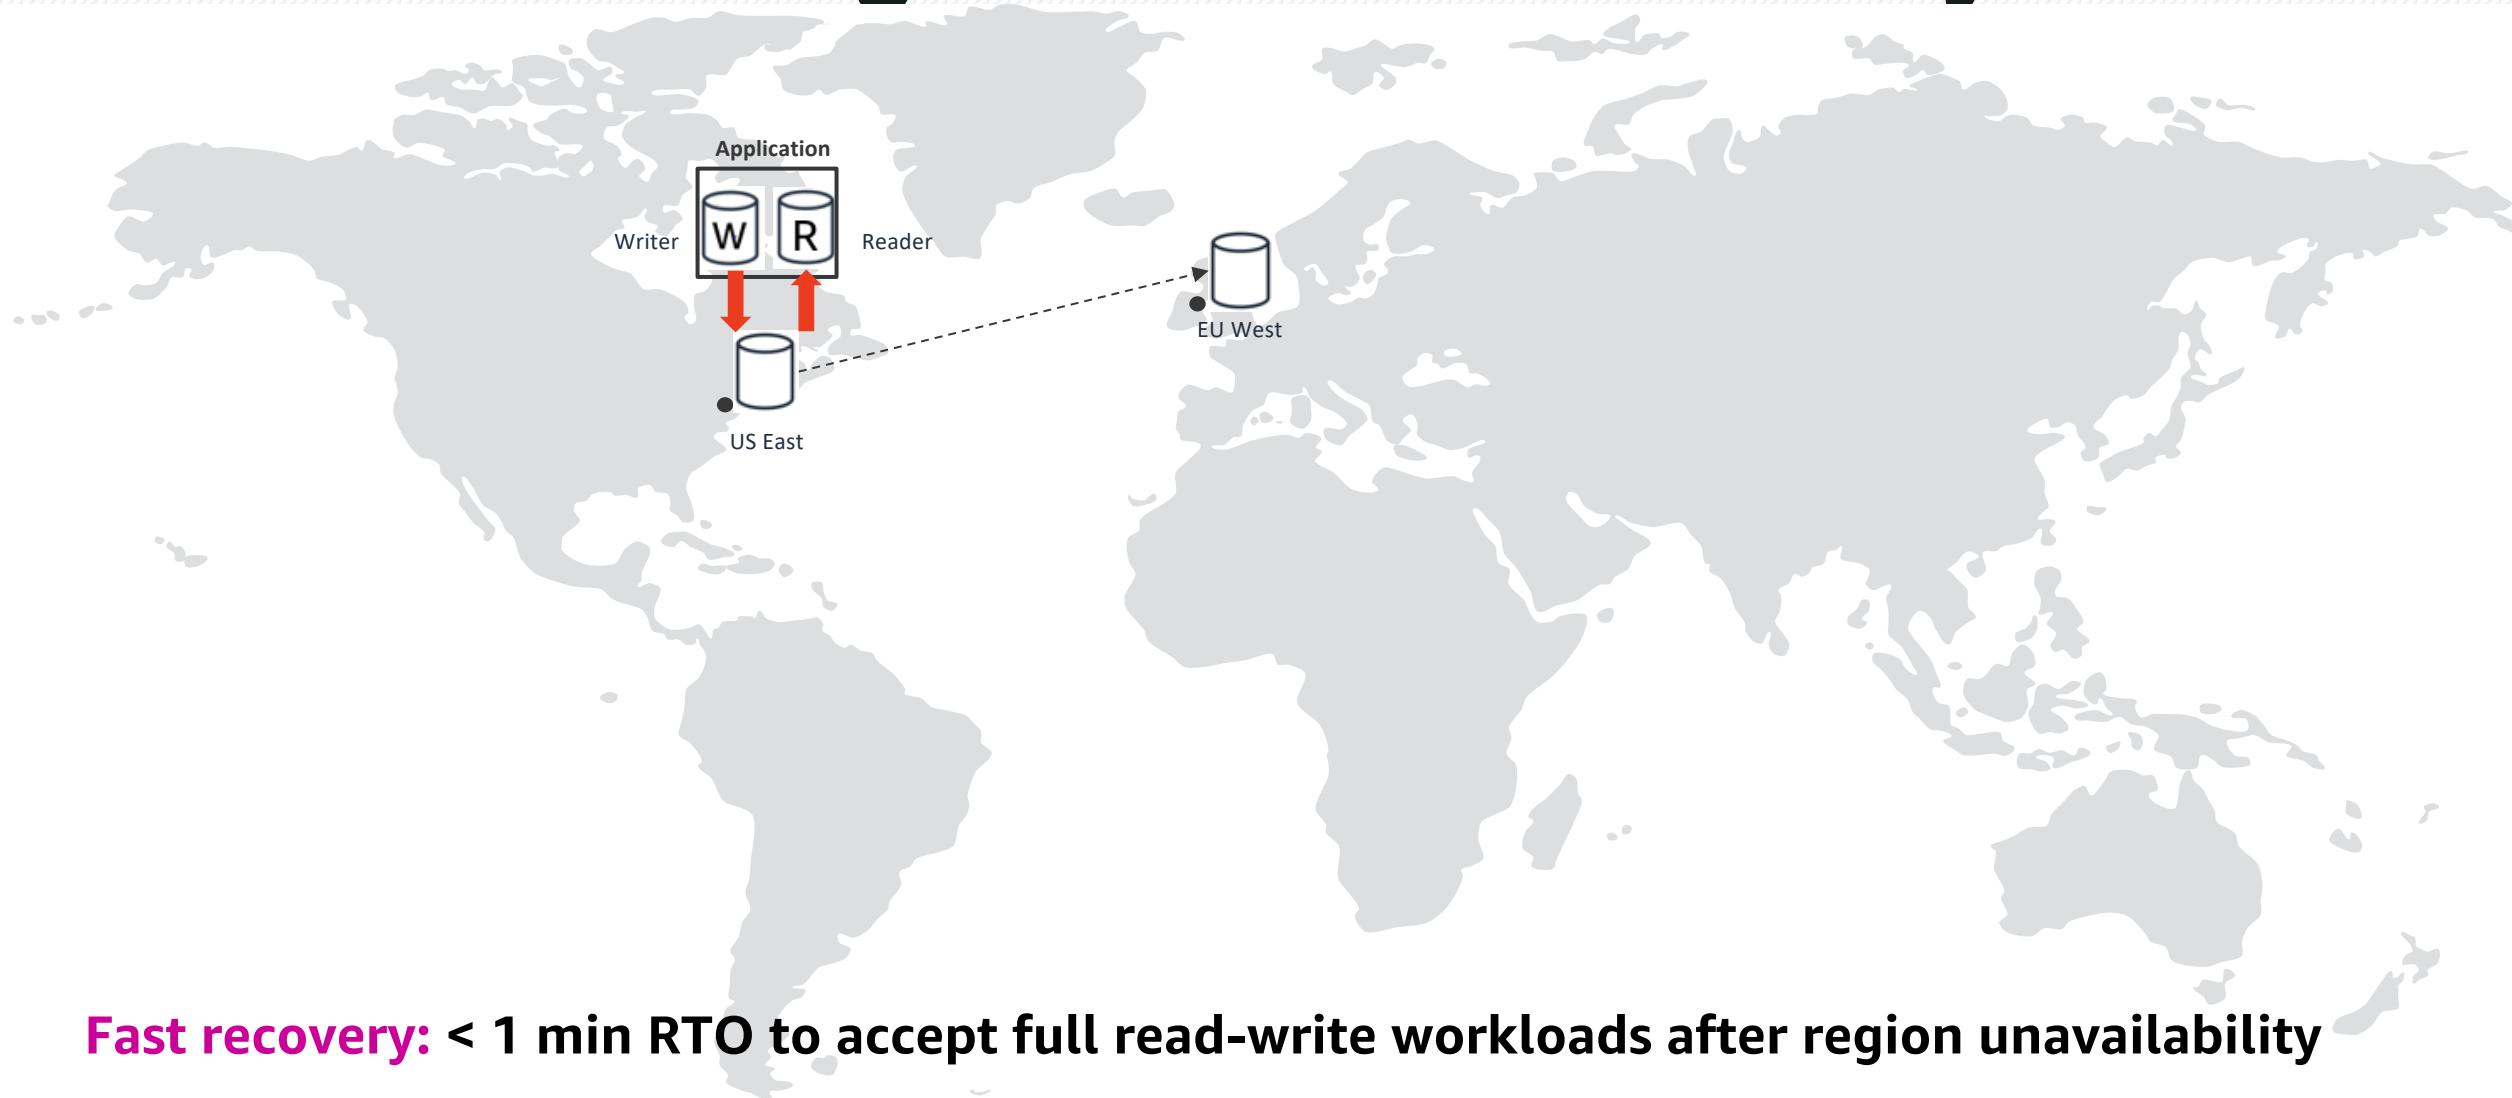 Application
W R
Writer
Reader
EU West
US East
Fast recovery: < 1 min RTO to accept full read-write workloads after region unavailability